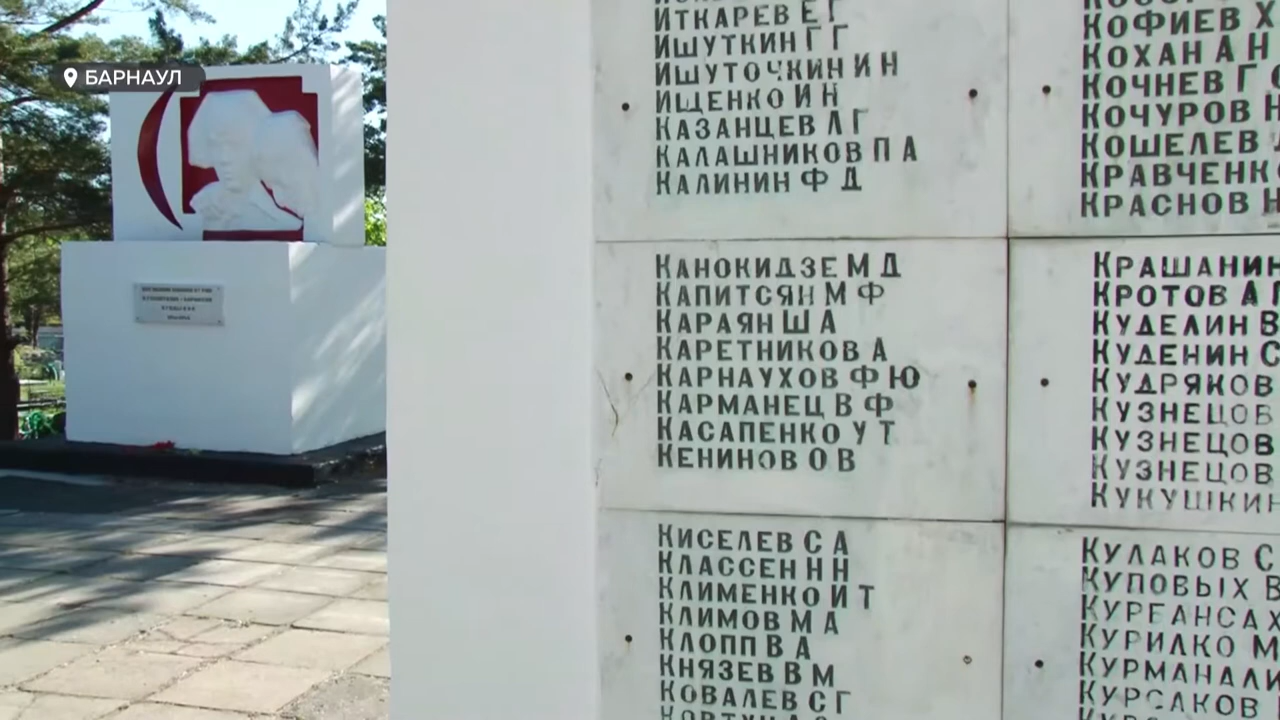 БАРНАУЛ
ИТКАРЕВ Е Г
ИШУТКИН Г Г
ИШУТОЧКИН И Н
ИЩЕНКО И Н
КАЗАНЦЕВ А Г
КАЛАШНИКОВ П А
КАЛИНИН Ф Д
КАНОКИДЗЕ М Д
КАПИТСЯН М Ф
КАРАЯН Ш А
КАРЕТНИКОВ А
КАРНАУХОВ Ф Ю
КАРМАНЕЦ В Ф
КАСАПЕНКО У Т
КЕНИНОВ О В
КИСЕЛЕВ С А
КЛАССЕН Н Н
КЛИМЕНКО И Т
КЛИМОВ М А
КЛОПП В А
КНЯЗЕВ В М
КОВАЛЕВ С Г
КОФИЕВ Х
КОХАН А Н
КОЧНЕВ Г
КОЧУРОВ Н
КОШЕЛЕВ
КРАВЧЕНКО
КРАСНОВ Н
КРАШАНИН
КРОТОВ А Г
КУДЕЛИН В
КУДЕНИН С
КУДРЯКОВ
КУЗНЕЦОВ
КУЗНЕЦОВ
КУЗНЕЦОВ
КУКУШКИН
КУЛАКОВ С
КУПОВЫХ В
КУРБАНСАХ
КУРИЛКО М
КУРМАНАЛИ
КУРСАКОВ